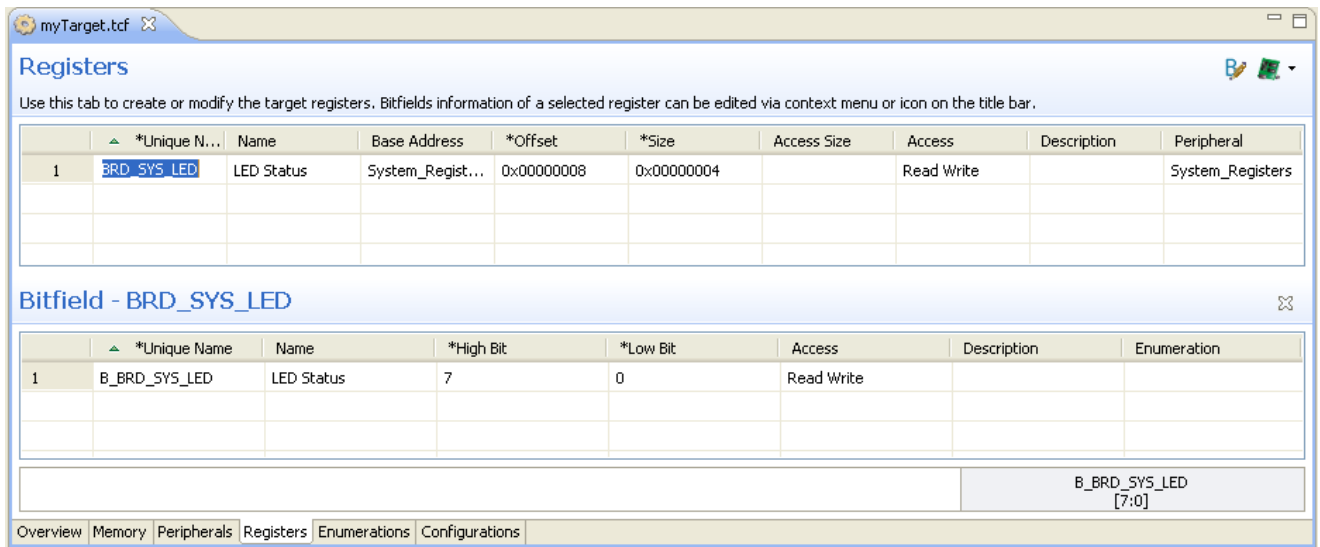 myTarget.tcf
Registers
Use this tab to create or modify the target registers. Bitfields information of a selected register can be edited via context menu or icon on the title bar.
*Unique N... Name Base Address *Offset *Size Access Size Access Description Peripheral
1 BRD_SYS_LED LED Status System_Regist... 0x00000008 0x00000004 Read Write System_Registers
Bitfield - BRD_SYS_LED
*Unique Name Name *High Bit *Low Bit Access Description Enumeration
1 B_BRD_SYS_LED LED Status 7 0 Read Write
B_BRD_SYS_LED
[7:0]
Overview Memory Peripherals Registers Enumerations Configurations